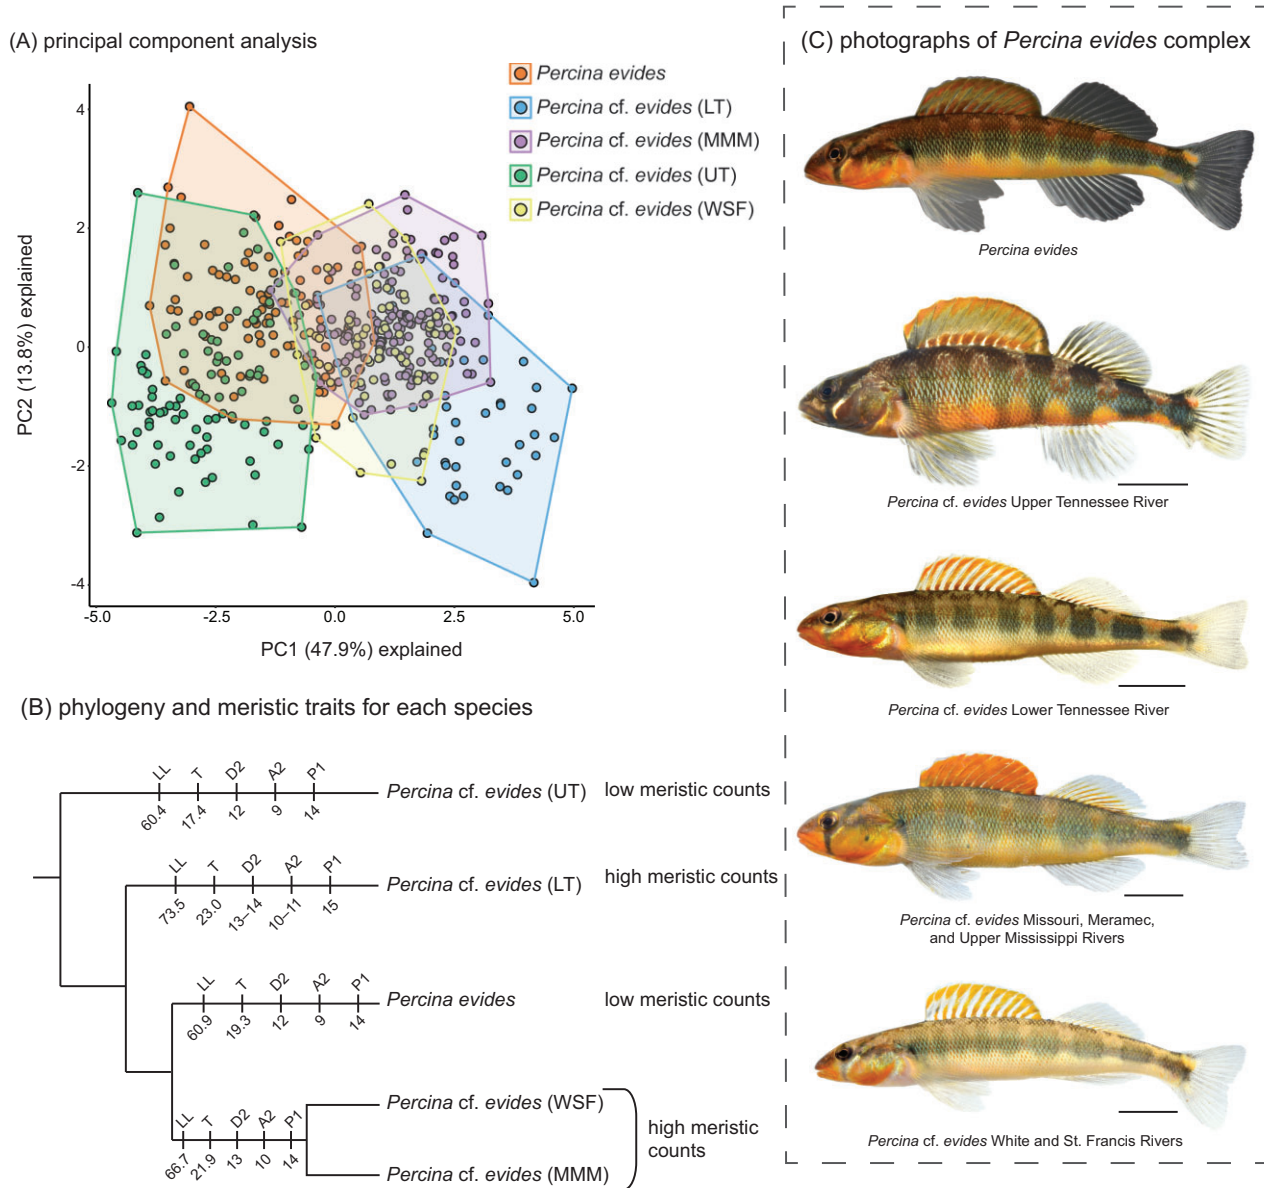 (A) principal component analysis
Percina evides
Percina cf. evides (LT)
Percina cf. evides (MMM)
Percina cf. evides (UT)
Percina cf. evides (WSF)
PC2 (13.8%) explained
4
2
0
-2
-4
-5.0 -2.5 0.0 2.5 5.0
PC1 (47.9%) explained
(B) phylogeny and meristic traits for each species
LL T D2 A2 P1
60.4 17.4 12 9 14
Percina cf. evides (UT) low meristic counts
LL T D2 A2 P1
73.5 23.0 13–14 10–11 15
Percina cf. evides (LT) high meristic counts
LL T D2 A2 P1
60.9 19.3 12 9 14
Percina evides low meristic counts
LL T D2 A2 P1
66.7 21.9 13 10 14
Percina cf. evides (WSF)
Percina cf. evides (MMM)
high meristic
counts
(C) photographs of Percina evides complex
Percina evides
Percina cf. evides Upper Tennessee River
Percina cf. evides Lower Tennessee River
Percina cf. evides Missouri, Meramec,
and Upper Mississippi Rivers
Percina cf. evides White and St. Francis Rivers